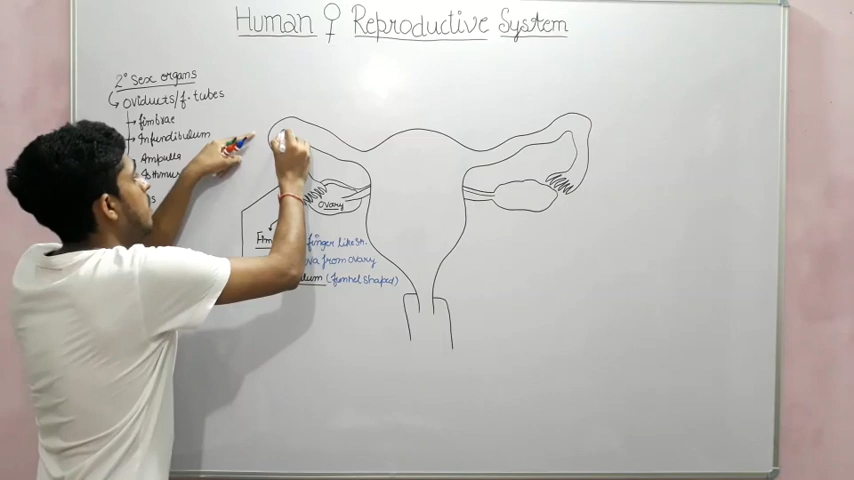 Human ♀ Reproductive System
2° sex organs
Oviducts/f. tubes
fimbrae
Infundibulum
Ampulla
Isthmus
ovary
finger like str.
ova from ovary
(funnel shaped)